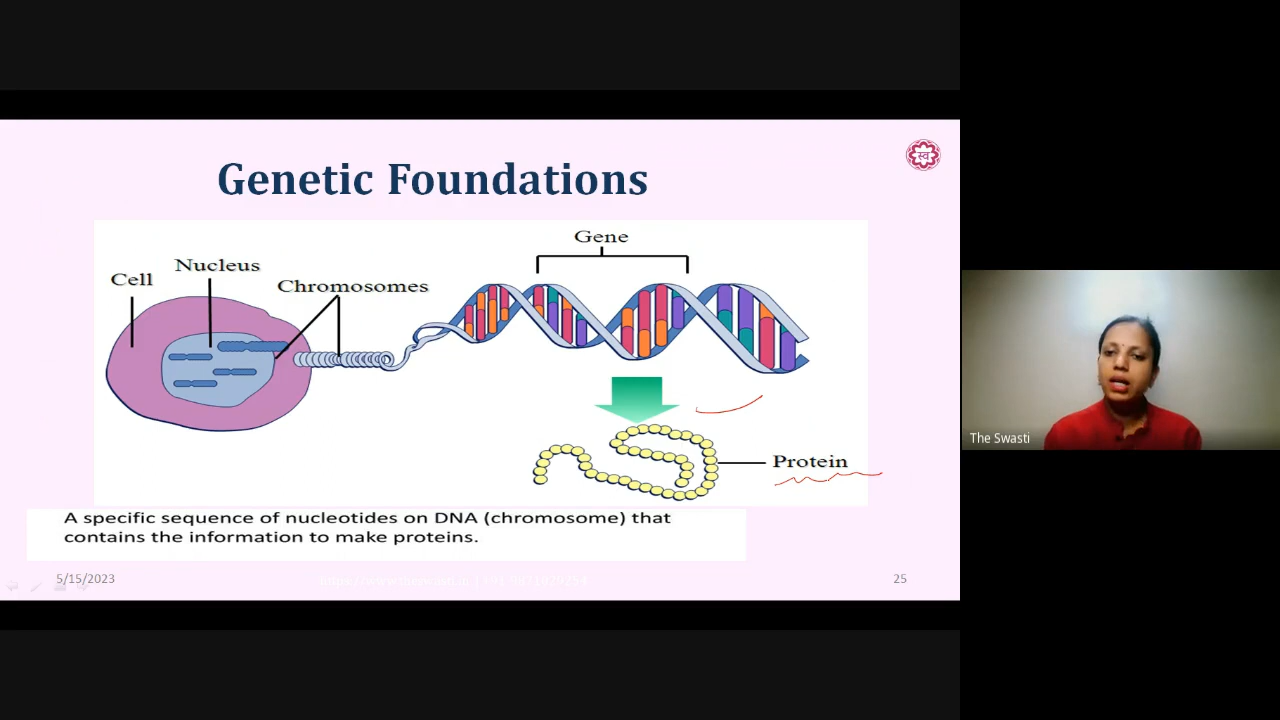 Genetic Foundations
स्व
Gene
Nucleus
Cell
Chromosomes
Protein
The Swasti
A specific sequence of nucleotides on DNA (chromosome) that
contains the information to make proteins.
5/15/2023
25